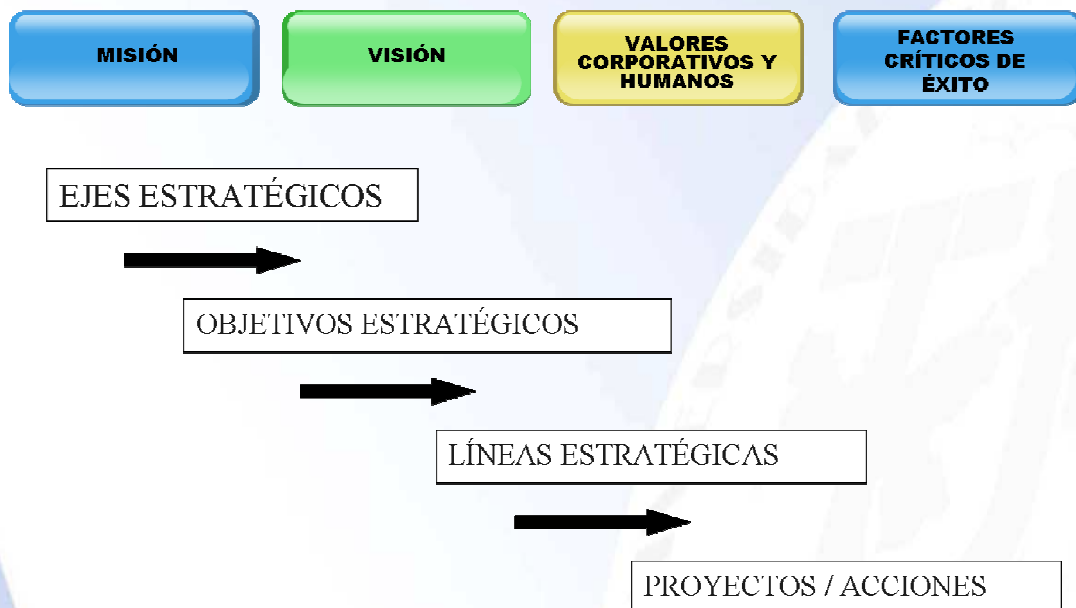 MISIÓN
VISIÓN
VALORES
CORPORATIVOS Y
HUMANOS
FACTORES
CRÍTICOS DE
ÉXITO
EJES ESTRATÉGICOS
OBJETIVOS ESTRATÉGICOS
LÍNEAS ESTRATÉGICAS
PROYECTOS / ACCIONES